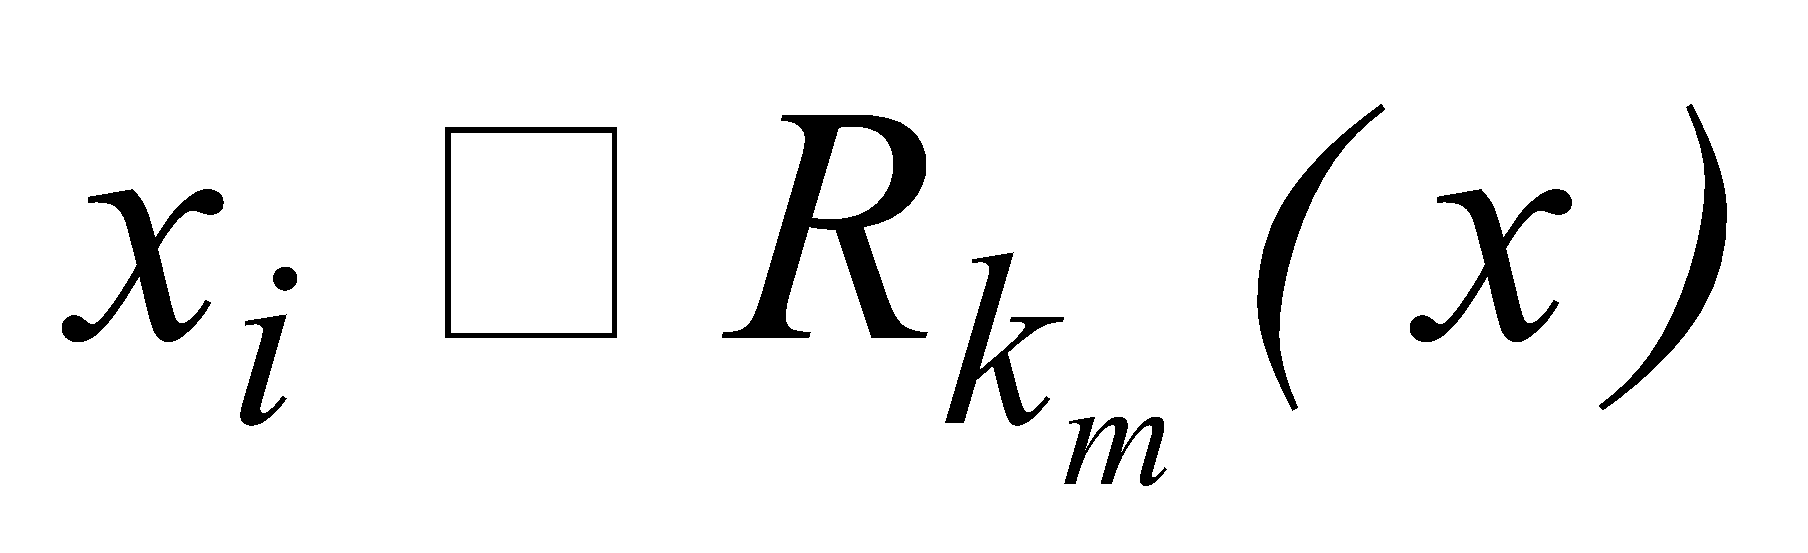 x_i □ R_{k_m} (x)